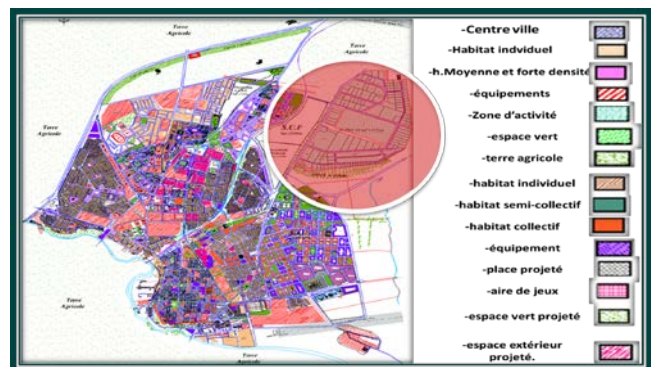 Terre
Agricole
Terre
Agricole
Terre
Agricole
S.C.F
Terre
Agricole
Terre
Agricole
-Centre ville
-Habitat indviduel
-h.Moyenne et forte densité
-équipements
-Zone d'activité
-espace vert
-terre agricole
-habitat individuel
-habitat semi-collectif
-habitat collectif
-équipement
-place projeté
-aire de jeux
-espace vert projeté
-espace extérieur
projeté.